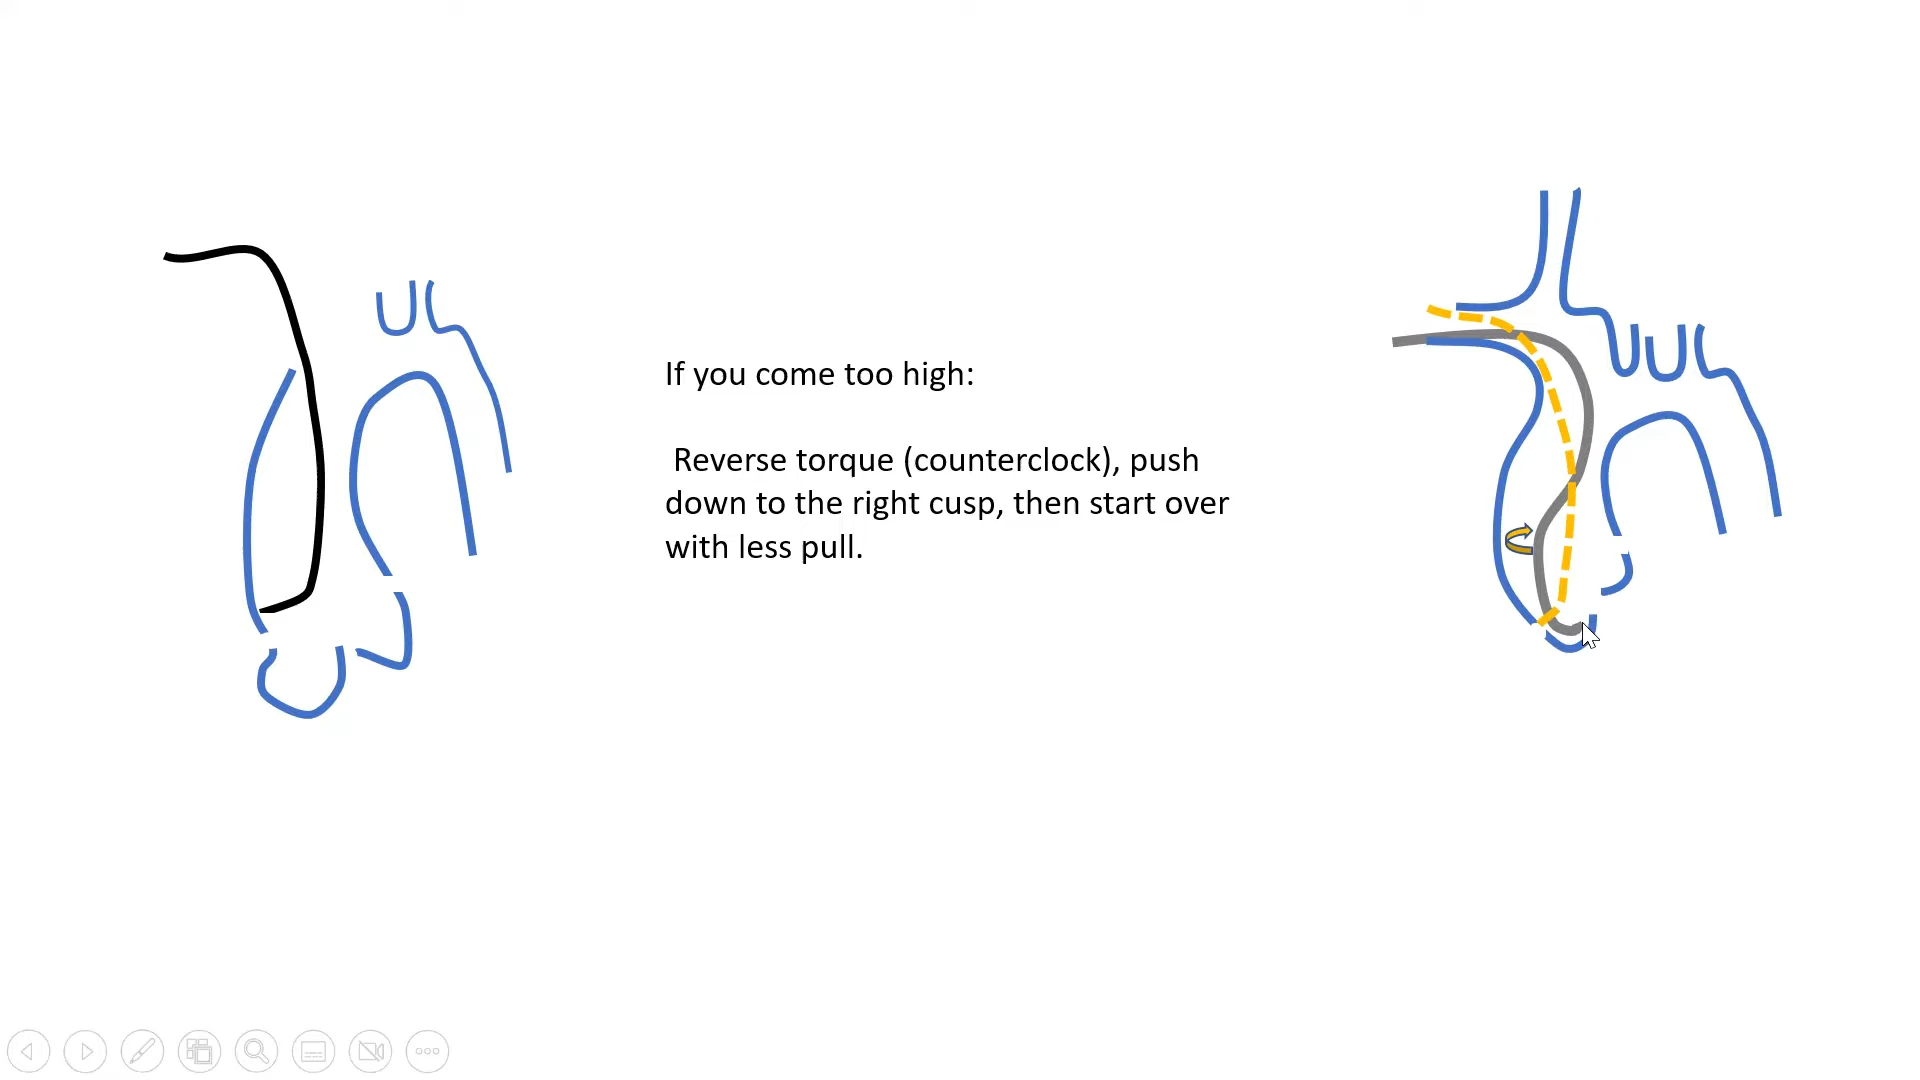 If you come too high:
Reverse torque (counterclock), push
down to the right cusp, then start over
with less pull.